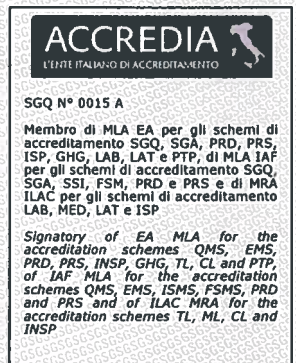 ACCREDIA
L'ENTE ITALIANO DI ACCREDITAMENTO
SGQ N° 0015 A
Membro di MLA EA per gli schemi di
accreditamento SGQ, SGA, PRD, PRS,
ISP, GHG, LAB, LAT e PTP, di MLA IAF
per gli schemi di accreditamento SGQ,
SGA, SSI, FSM, PRD e PRS e di MRA
ILAC per gli schemi di accreditamento
LAB, MED, LAT e ISP
Signatory of EA MLA for the
accreditation schemes QMS, EMS,
PRD, PRS, INSP, GHG, TL, CL and PTP,
of IAF MLA for the accreditation
schemes QMS, EMS, ISMS, FSMS, PRD
and PRS and of ILAC MRA for the
accreditation schemes TL, ML, CL and
INSP